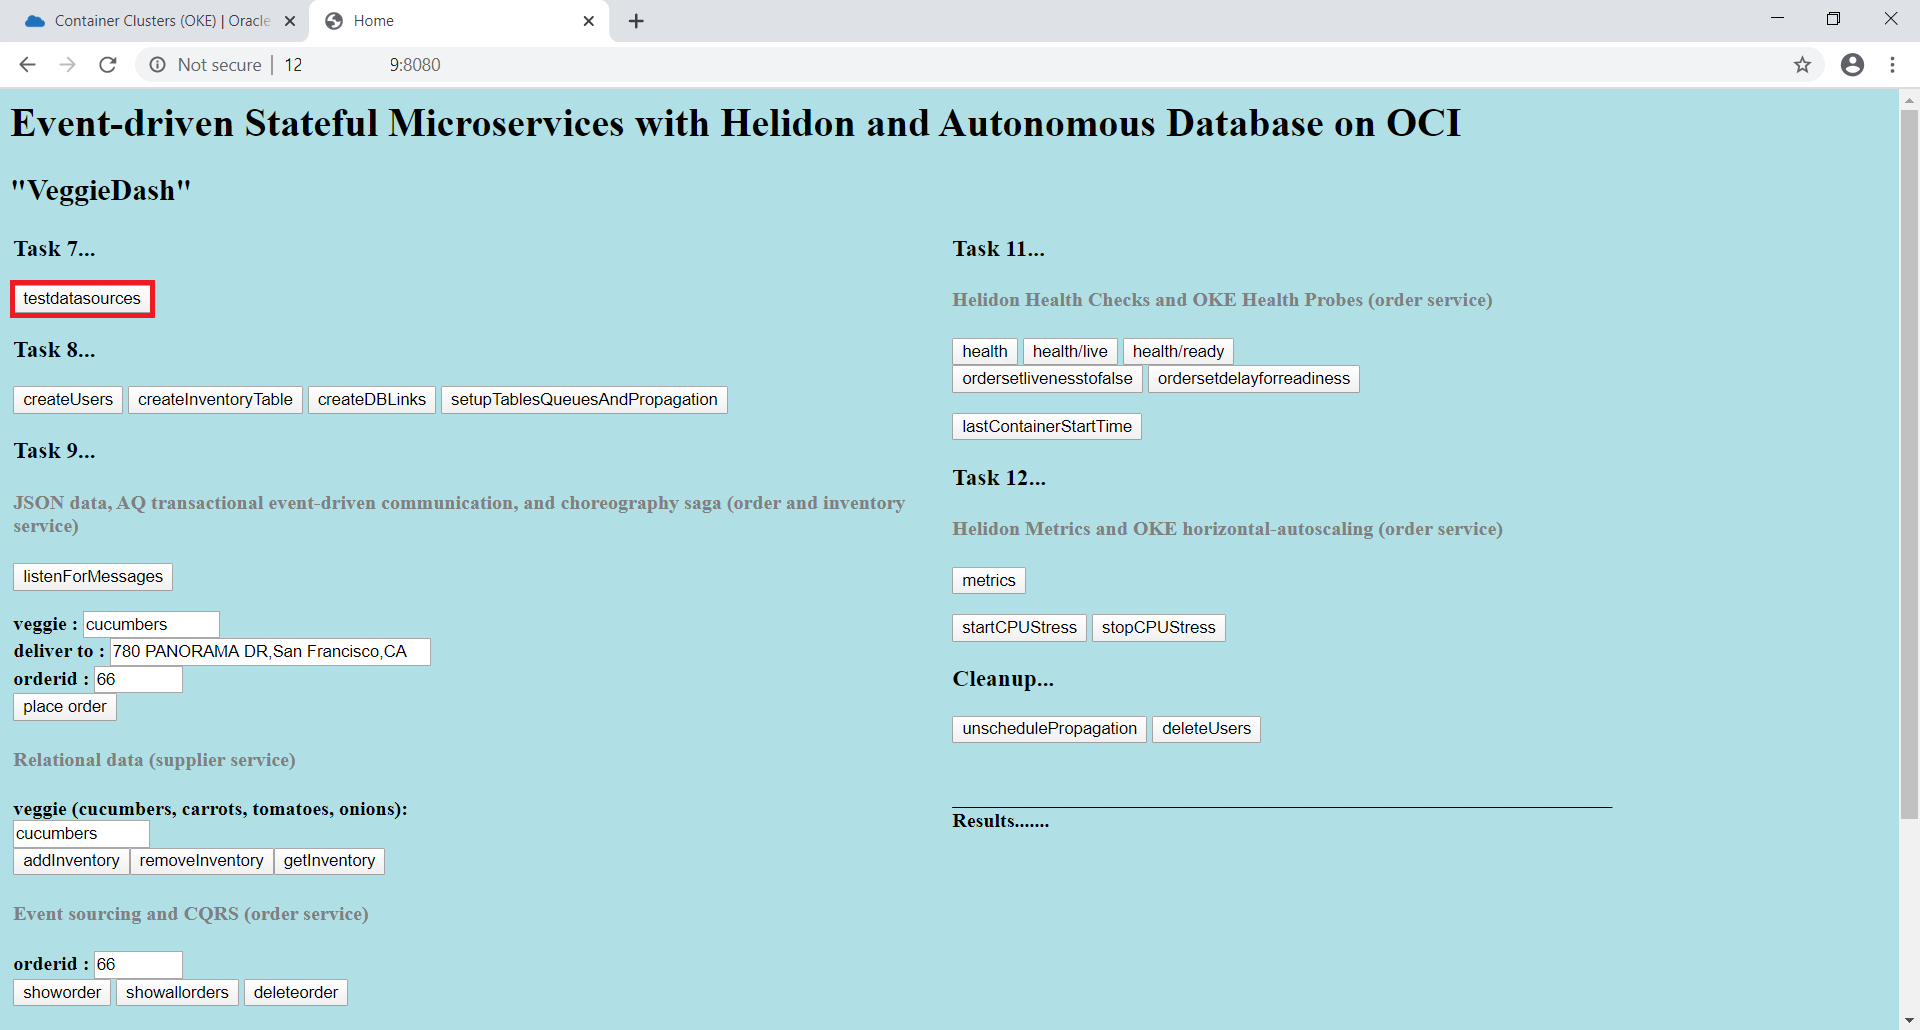 Container Clusters (OKE) | Oracle
Home
Not secure | 12 9:8080
Event-driven Stateful Microservices with Helidon and Autonomous Database on OCI
"VeggieDash"
Task 7...
testdatasources
Task 8...
createUsers createInventoryTable createDBLinks setupTablesQueuesAndPropagation
Task 9...
JSON data, AQ transactional event-driven communication, and choreography saga (order and inventory
service)
listenForMessages
veggie : cucumbers
deliver to : 780 PANORAMA DR,San Francisco,CA
orderid : 66
place order
Relational data (supplier service)
veggie (cucumbers, carrots, tomatoes, onions):
cucumbers
addInventory removeInventory getInventory
Event sourcing and CQRS (order service)
orderid : 66
showorder showallorders deleteorder
Task 11...
Helidon Health Checks and OKE Health Probes (order service)
health health/live health/ready
ordersetlivenesstofalse ordersetdelayforreadiness
lastContainerStartTime
Task 12...
Helidon Metrics and OKE horizontal-autoscaling (order service)
metrics
startCPUStress stopCPUStress
Cleanup...
unschedulePropagation deleteUsers
Results.......